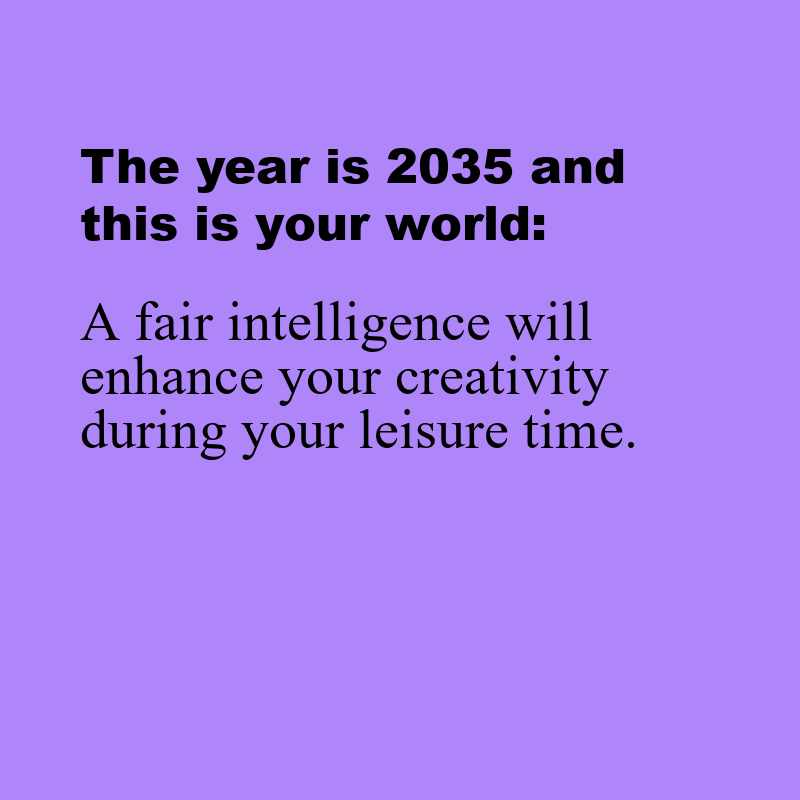 The year is 2035 and
this is your world:
A fair intelligence will
enhance your creativity
during your leisure time.